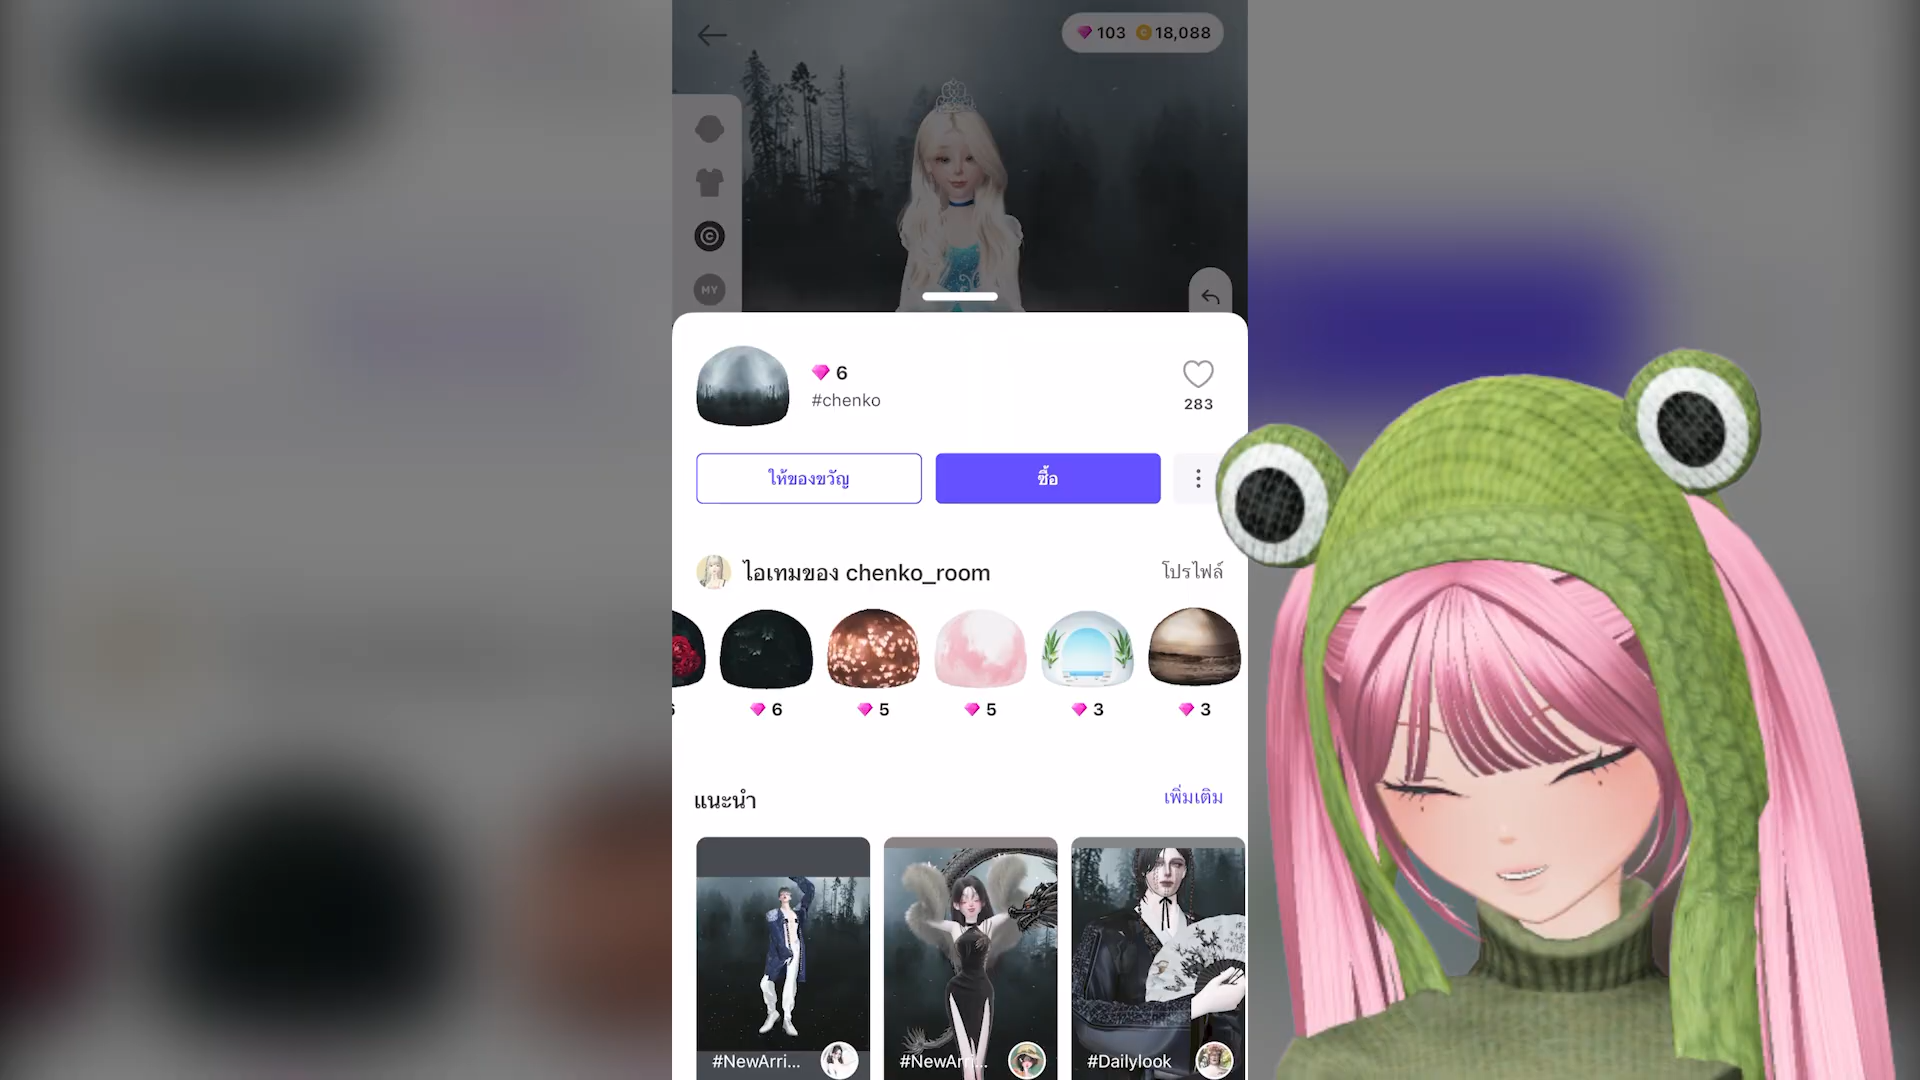 103 18,088
MY
6
#chenko
283
ให้ของขวัญ
ซื้อ
ไอเทมของ chenko_room
โปรไฟล์
6 5 5 3 3
แนะนำ
เพิ่มเติม
#NewArri...
#NewArri...
#Dailylook